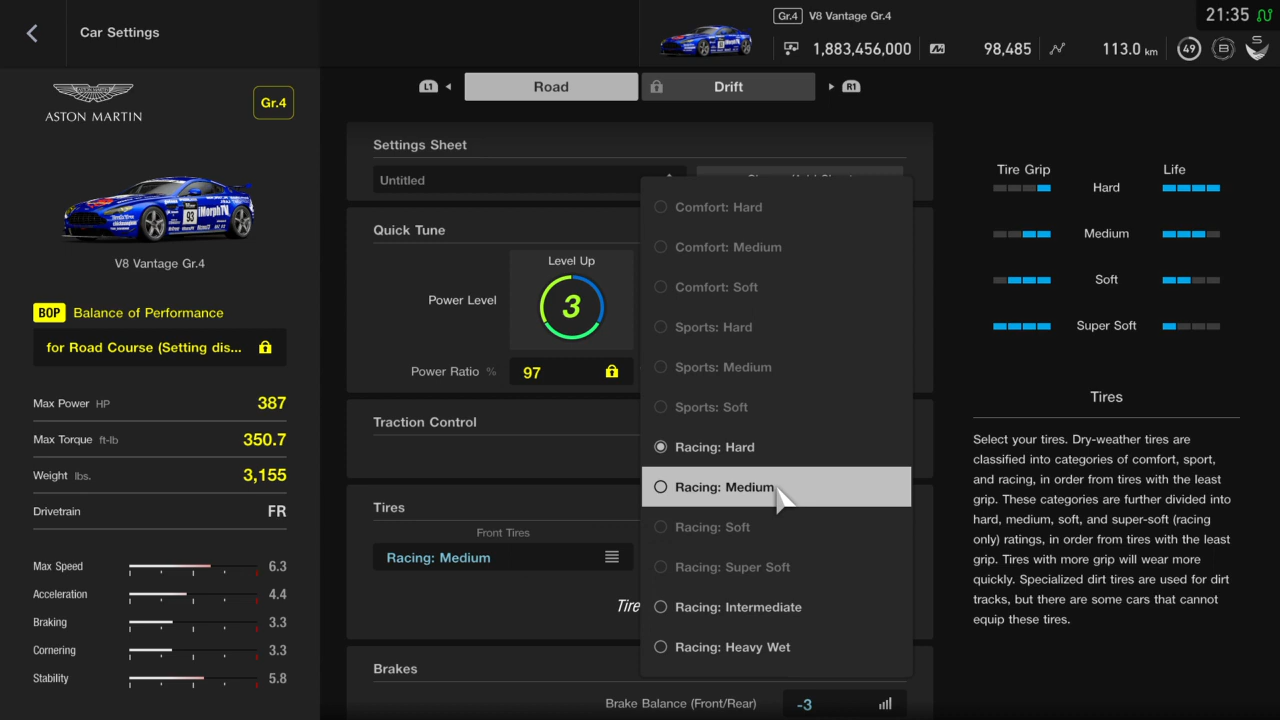 Car Settings
Gr.4 V8 Vantage Gr.4
1,883,456,000
98,485
113.0 km
49
B
S
21:35
ASTON MARTIN
Gr.4
93
iMorphTV
V8 Vantage Gr.4
BOP Balance of Performance
for Road Course (Setting dis...
Max Power HP 387
Max Torque ft-lb 350.7
Weight lbs. 3,155
Drivetrain FR
Max Speed 6.3
Acceleration 4.4
Braking 3.3
Cornering 3.3
Stability 5.8
L1 Road Drift R1
Settings Sheet
Untitled
Quick Tune
Level Up
Power Level 3
Power Ratio % 97
Traction Control
Tires
Front Tires
Racing: Medium
Tire
Brakes
Brake Balance (Front/Rear) -3
Comfort: Hard
Comfort: Medium
Comfort: Soft
Sports: Hard
Sports: Medium
Sports: Soft
Racing: Hard
Racing: Medium
Racing: Soft
Racing: Super Soft
Racing: Intermediate
Racing: Heavy Wet
Tire Grip Life
Hard
Medium
Soft
Super Soft
Tires
Select your tires. Dry-weather tires are
classified into categories of comfort, sport,
and racing, in order from tires with the least
grip. These categories are further divided into
hard, medium, soft, and super-soft (racing
only) ratings, in order from tires with the least
grip. Tires with more grip will wear more
quickly. Specialized dirt tires are used for dirt
tracks, but there are some cars that cannot
equip these tires.